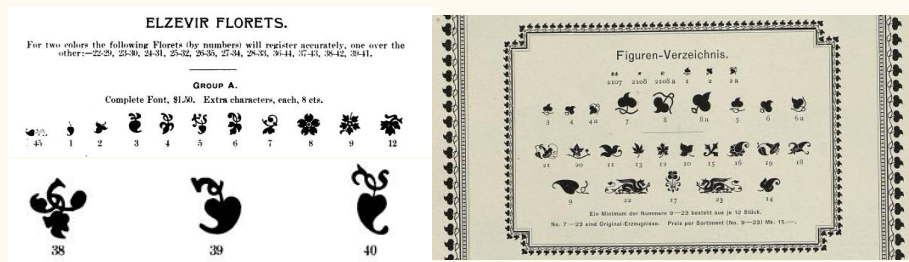 ELZEVIR FLORETS.
For two colors the following Florets (by numbers) will register accurately, one over the
other:—22-29, 23-30, 24-31, 25-32, 26-35, 27-34, 28-33, 36-44, 37-43, 38-42, 39-41.
GROUP A.
Complete Font, $1.50. Extra characters, each, 8 cts.
45 1 2 3 4 5 6 7 8 9 12
38 39 40
Figuren-Verzeichnis.
2107 2108 2108a 1 2 2a
3 4 4a 7 8 8a 5 6 6a
21 20 11 13 12 10 15 16 19 18
9 22 17 23 14
Ein Minimum der Nummern 9—23 besteht aus je 12 Stück.
No. 7—23 sind Original-Erzeugnisse. Preis per Sortiment (No. 9—23) Mk. 15.—.